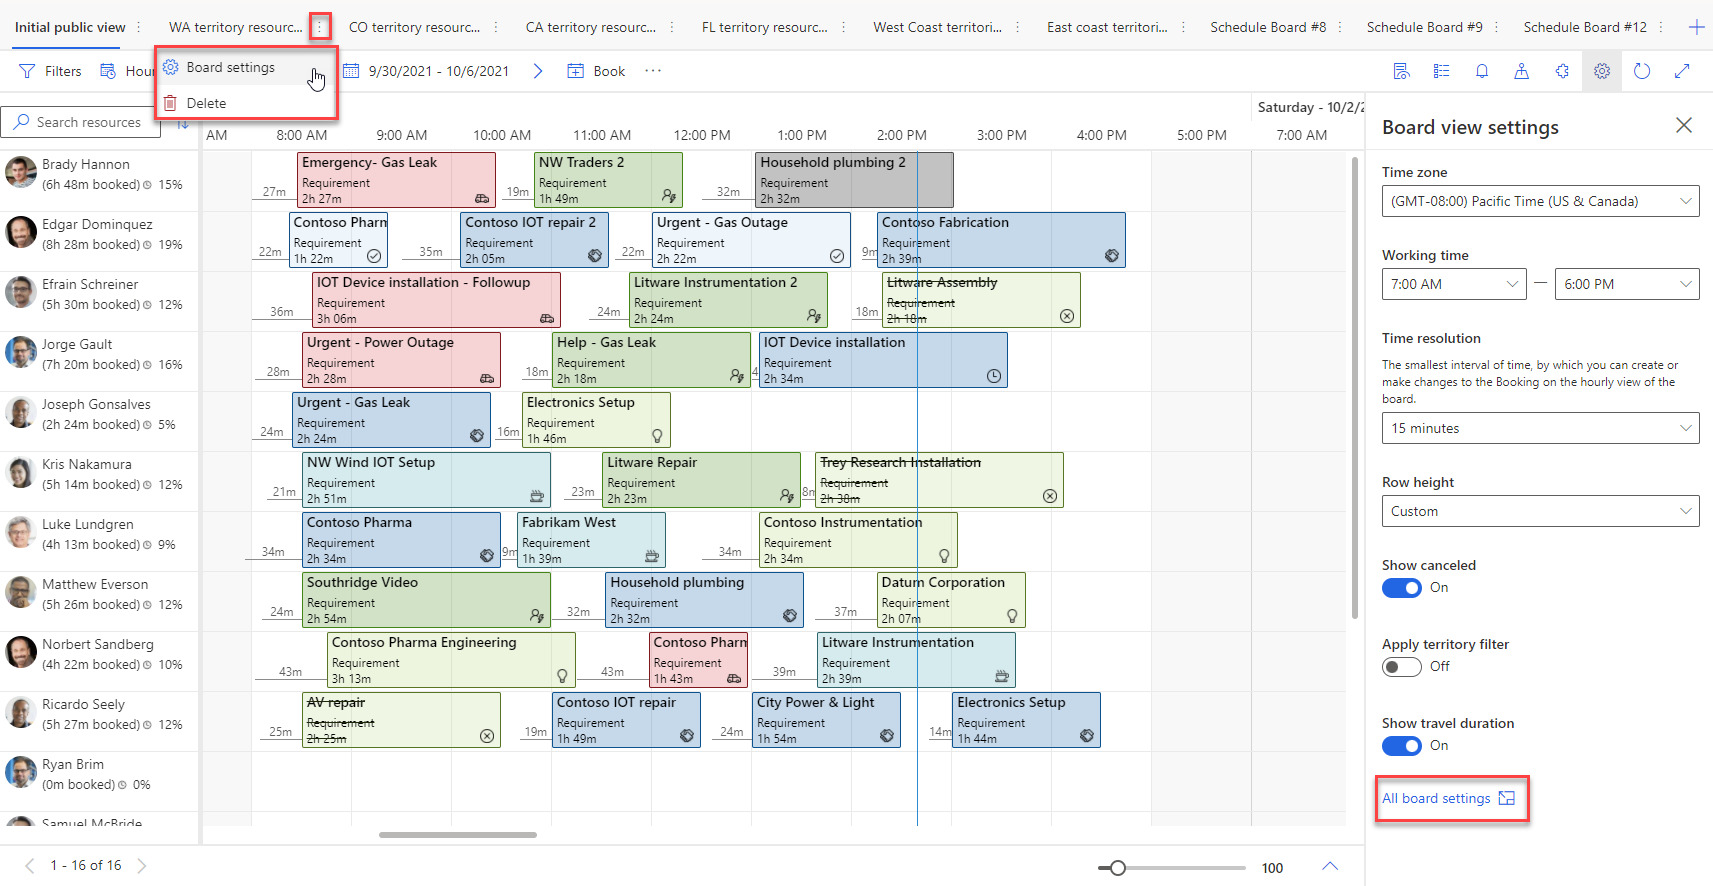 Initial public view
WA territory resourc...
CO territory resourc...
CA territory resourc...
FL territory resourc...
West Coast territori...
East coast territori...
Schedule Board #8
Schedule Board #9
Schedule Board #12
Filters
Hour
Board settings
Delete
9/30/2021 - 10/6/2021
Book
Search resources
Saturday - 10/2/2
AM
8:00 AM
9:00 AM
10:00 AM
11:00 AM
12:00 PM
1:00 PM
2:00 PM
3:00 PM
4:00 PM
5:00 PM
7:00 AM
Brady Hannon
(6h 48m booked) 15%
27m
Emergency- Gas Leak
Requirement
2h 27m
19m
NW Traders 2
Requirement
1h 49m
32m
Household plumbing 2
Requirement
2h 32m
Edgar Dominquez
(8h 28m booked) 19%
22m
Contoso Pharm
Requirement
1h 22m
35m
Contoso IOT repair 2
Requirement
2h 05m
22m
Urgent - Gas Outage
Requirement
2h 22m
9m
Contoso Fabrication
Requirement
2h 39m
Efrain Schreiner
(5h 30m booked) 12%
36m
IOT Device installation - Followup
Requirement
3h 06m
24m
Litware Instrumentation 2
Requirement
2h 24m
18m
Litware Assembly
Requirement
2h 18m
Jorge Gault
(7h 20m booked) 16%
28m
Urgent - Power Outage
Requirement
2h 28m
18m
Help - Gas Leak
Requirement
2h 18m
4
IOT Device installation
Requirement
2h 34m
Joseph Gonsalves
(2h 24m booked) 5%
24m
Urgent - Gas Leak
Requirement
2h 24m
16m
Electronics Setup
Requirement
1h 46m
Kris Nakamura
(5h 14m booked) 12%
21m
NW Wind IOT Setup
Requirement
2h 51m
23m
Litware Repair
Requirement
2h 23m
8m
Trey Research Installation
Requirement
2h 38m
Luke Lundgren
(4h 13m booked) 9%
34m
Contoso Pharma
Requirement
2h 34m
9m
Fabrikam West
Requirement
1h 39m
34m
Contoso Instrumentation
Requirement
2h 34m
Matthew Everson
(5h 26m booked) 12%
24m
Southridge Video
Requirement
2h 54m
32m
Household plumbing
Requirement
2h 32m
37m
Datum Corporation
Requirement
2h 07m
Norbert Sandberg
(4h 22m booked) 10%
43m
Contoso Pharma Engineering
Requirement
3h 13m
43m
Contoso Pharm
Requirement
1h 43m
39m
Litware Instrumentation
Requirement
2h 39m
Ricardo Seely
(5h 27m booked) 12%
25m
AV repair
Requirement
2h 25m
19m
Contoso IOT repair
Requirement
1h 49m
24m
City Power & Light
Requirement
1h 54m
14m
Electronics Setup
Requirement
1h 44m
Ryan Brim
(0m booked) 0%
Samuel McBride
1 - 16 of 16
100
Board view settings
Time zone
(GMT-08:00) Pacific Time (US & Canada)
Working time
7:00 AM — 6:00 PM
Time resolution
The smallest interval of time, by which you can create or
make changes to the Booking on the hourly view of the
board.
15 minutes
Row height
Custom
Show canceled
On
Apply territory filter
Off
Show travel duration
On
All board settings